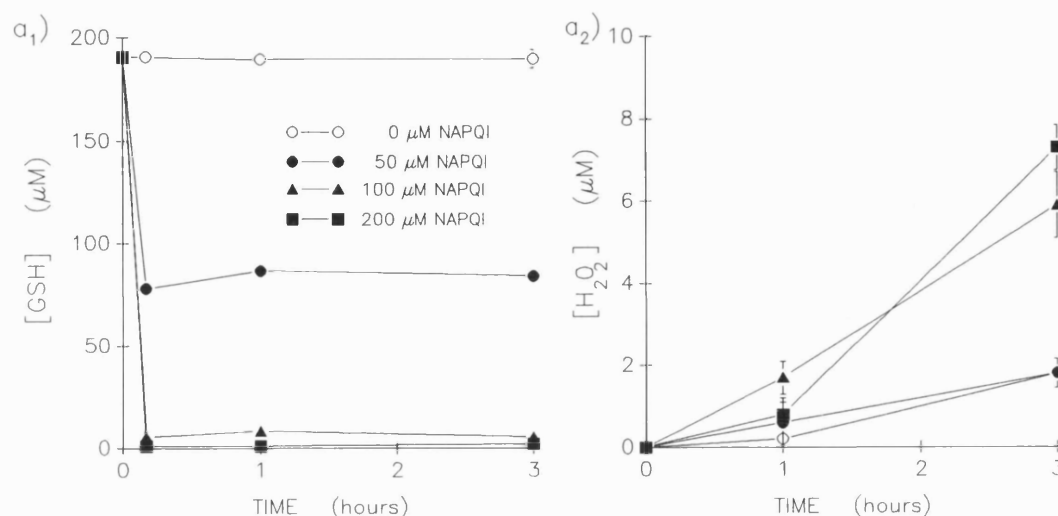 a1)
[GSH] (μM)
200
150
100
50
0
0 1 2 3
TIME (hours)
0 μM NAPQI
50 μM NAPQI
100 μM NAPQI
200 μM NAPQI
a2)
[H2O2] (μM)
10
8
6
4
2
0
0 1 2 3
TIME (hours)